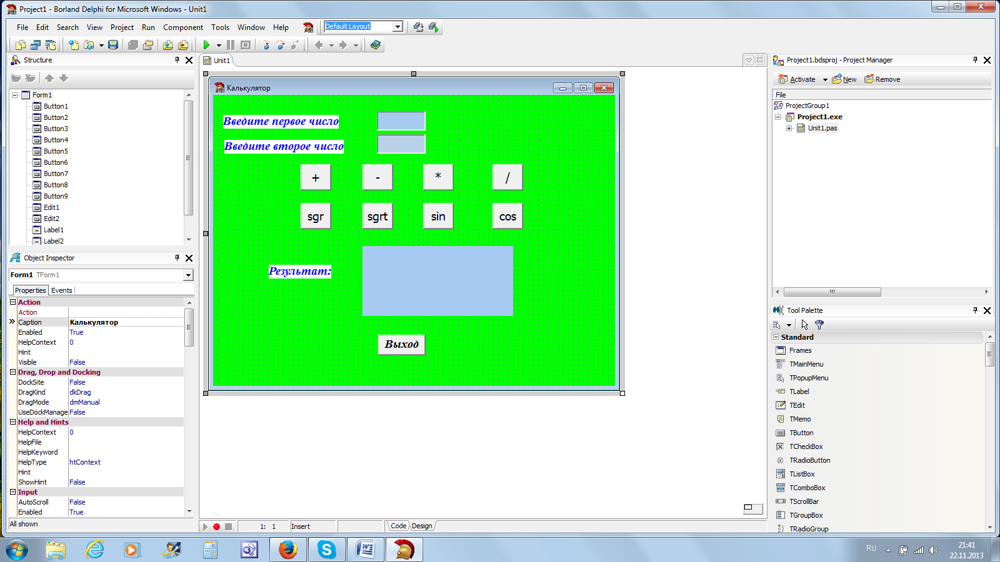 Project1 - Borland Delphi for Microsoft Windows - Unit1
File Edit Search View Project Run Component Tools Window Help
Default Layout
Structure
Form1
Button1
Button2
Button3
Button4
Button5
Button6
Button7
Button8
Button9
Edit1
Edit2
Label1
Label2
Object Inspector
Form1 TForm1
Properties Events
Action
Action
Caption Калькулятор
Enabled True
HelpContext 0
Hint
Visible False
Drag, Drop and Docking
DockSite False
DragKind dkDrag
DragMode dmManual
UseDockManage False
Help and Hints
HelpContext 0
HelpFile
HelpKeyword
HelpType htContext
Hint
ShowHint False
Input
AutoScroll False
Enabled True
All shown
Unit1
Калькулятор
Введите первое число
Введите второе число
+ - * /
sgr sgrt sin cos
Результат:
Выход
1: 1 Insert
Code Design
Project1.bdsproj - Project Manager
Activate New Remove
File
ProjectGroup1
Project1.exe
Unit1.pas
Tool Palette
Standard
Frames
TMainMenu
TPopupMenu
TLabel
TEdit
TMemo
TButton
TCheckBox
TRadioButton
TListBox
TComboBox
TScrollBar
TGroupBox
TRadioGroup
RU
21:41
22.11.2013